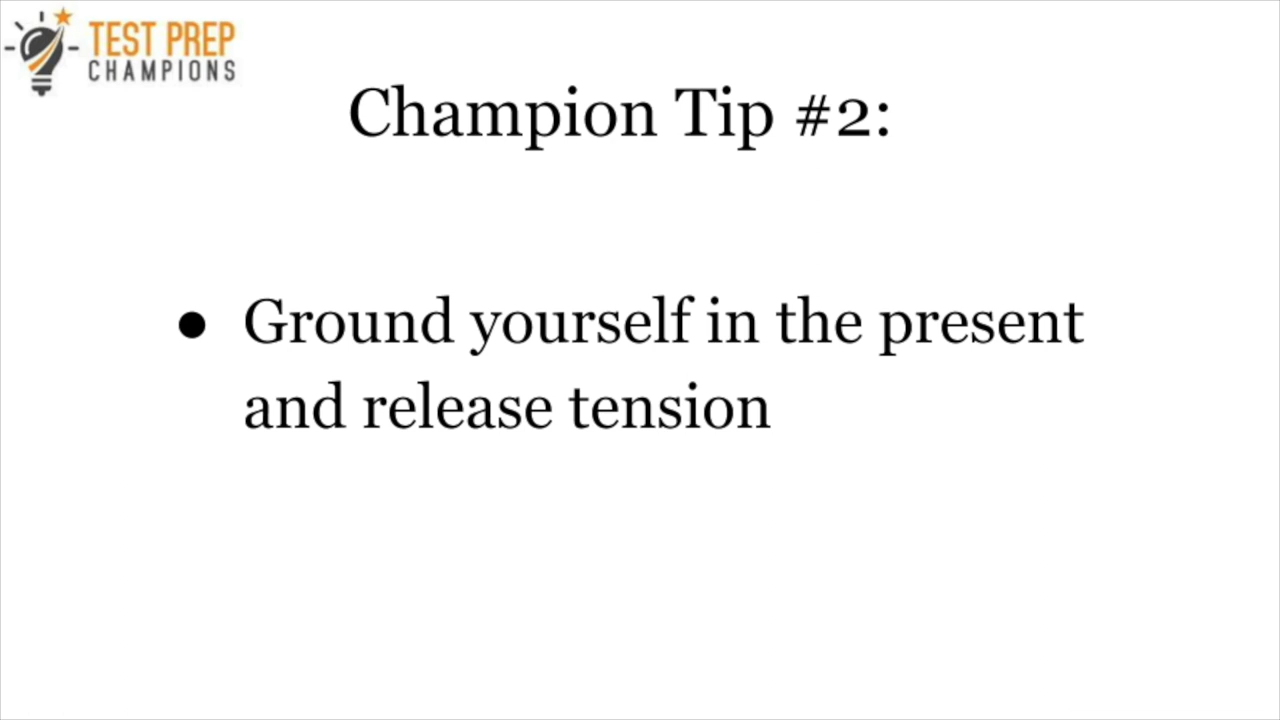 TEST PREP
CHAMPIONS
Champion Tip #2:
● Ground yourself in the present
and release tension